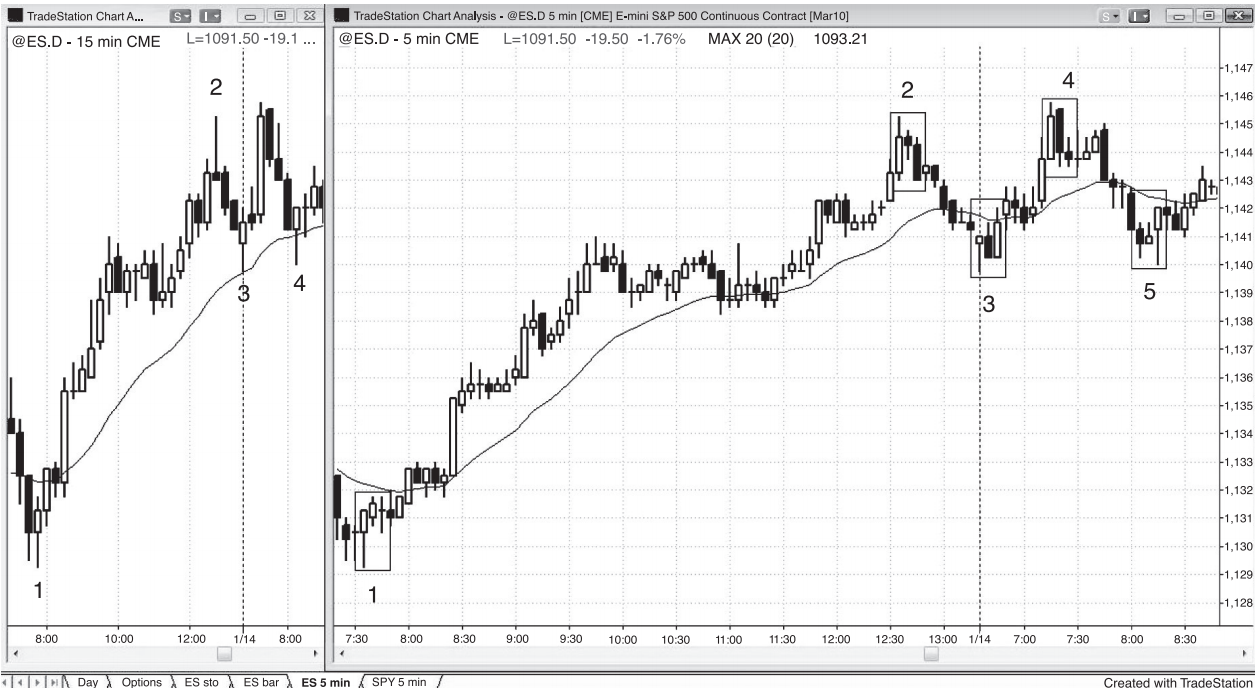 TradeStation Chart A...
S
I
TradeStation Chart Analysis - @ES.D 5 min [CME] E-mini S&P 500 Continuous Contract [Mar10]
S
I
@ES.D - 15 min CME L=1091.50 -19.1 ...
@ES.D - 5 min CME L=1091.50 -19.50 -1.76% MAX 20 (20) 1093.21
1
2
3
4
1
2
3
4
5
1,147
1,146
1,145
1,144
1,143
1,142
1,141
1,140
1,139
1,138
1,137
1,136
1,135
1,134
1,133
1,132
1,131
1,130
1,129
1,128
8:00 10:00 12:00 1/14 8:00
7:30 8:00 8:30 9:00 9:30 10:00 10:30 11:00 11:30 12:00 12:30 13:00 1/14 7:00 7:30 8:00 8:30
Day Options ES sto ES bar ES 5 min SPY 5 min
Created with TradeStation